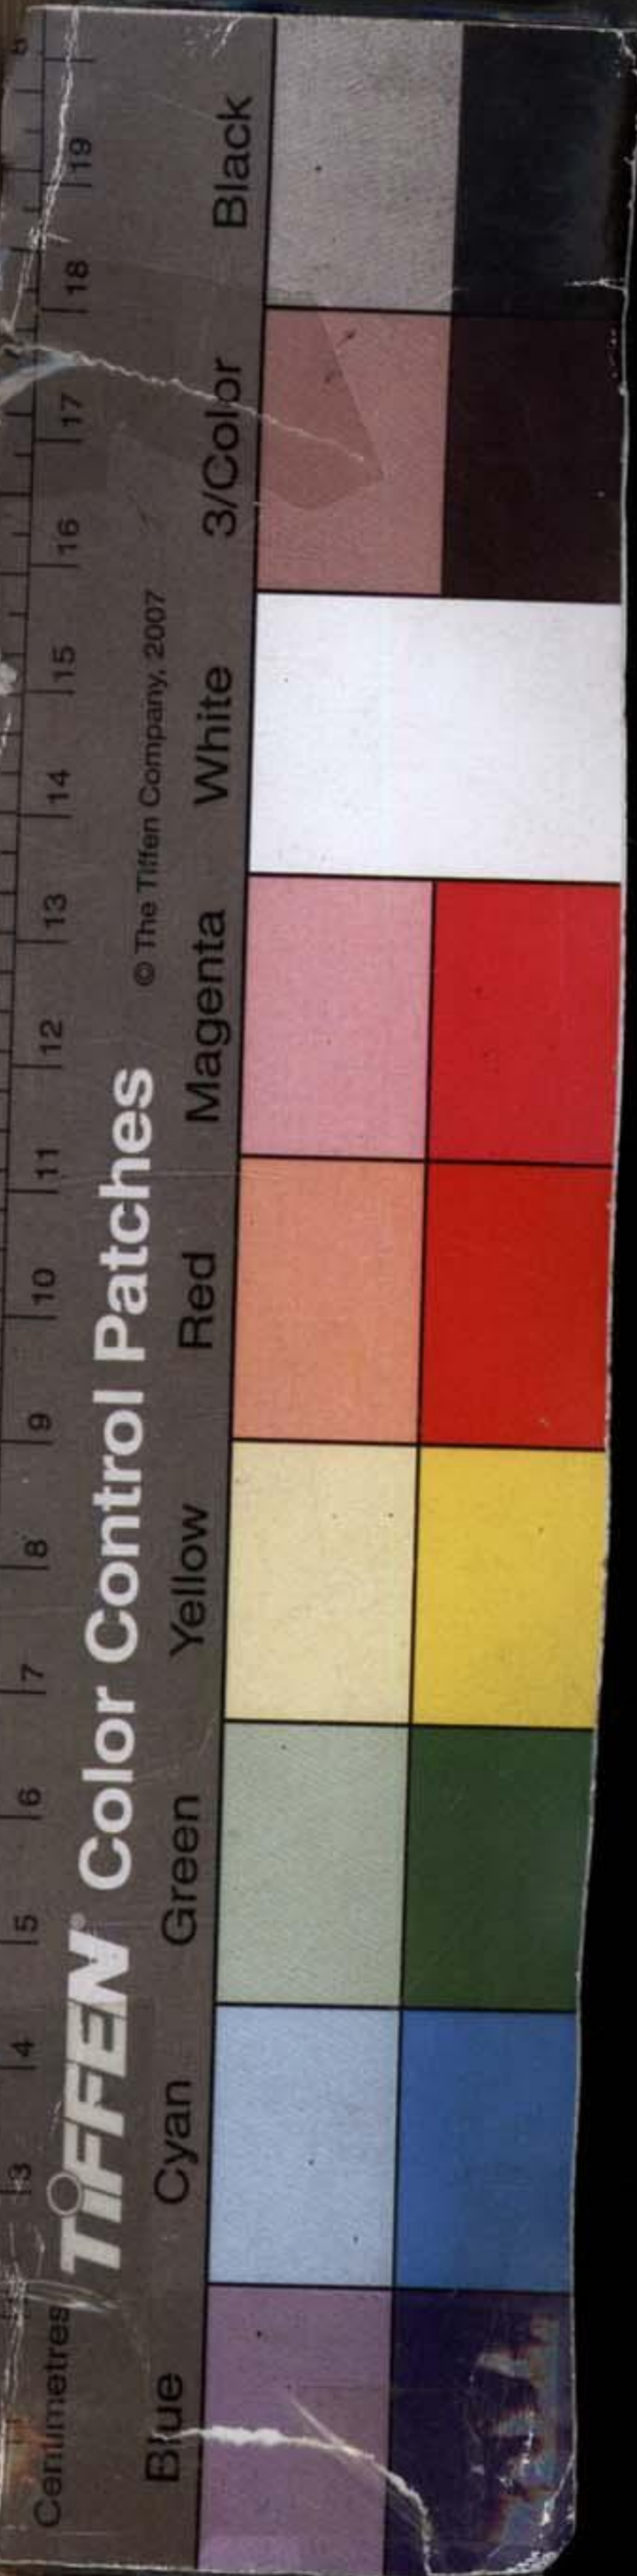 Centimetres 3 4 5 6 7 8 9 10 11 12 13 14 15 16 17 18 19
TIFFEN® Color Control Patches © The Tiffen Company, 2007
Blue Cyan Green Yellow Red Magenta White 3/Color Black